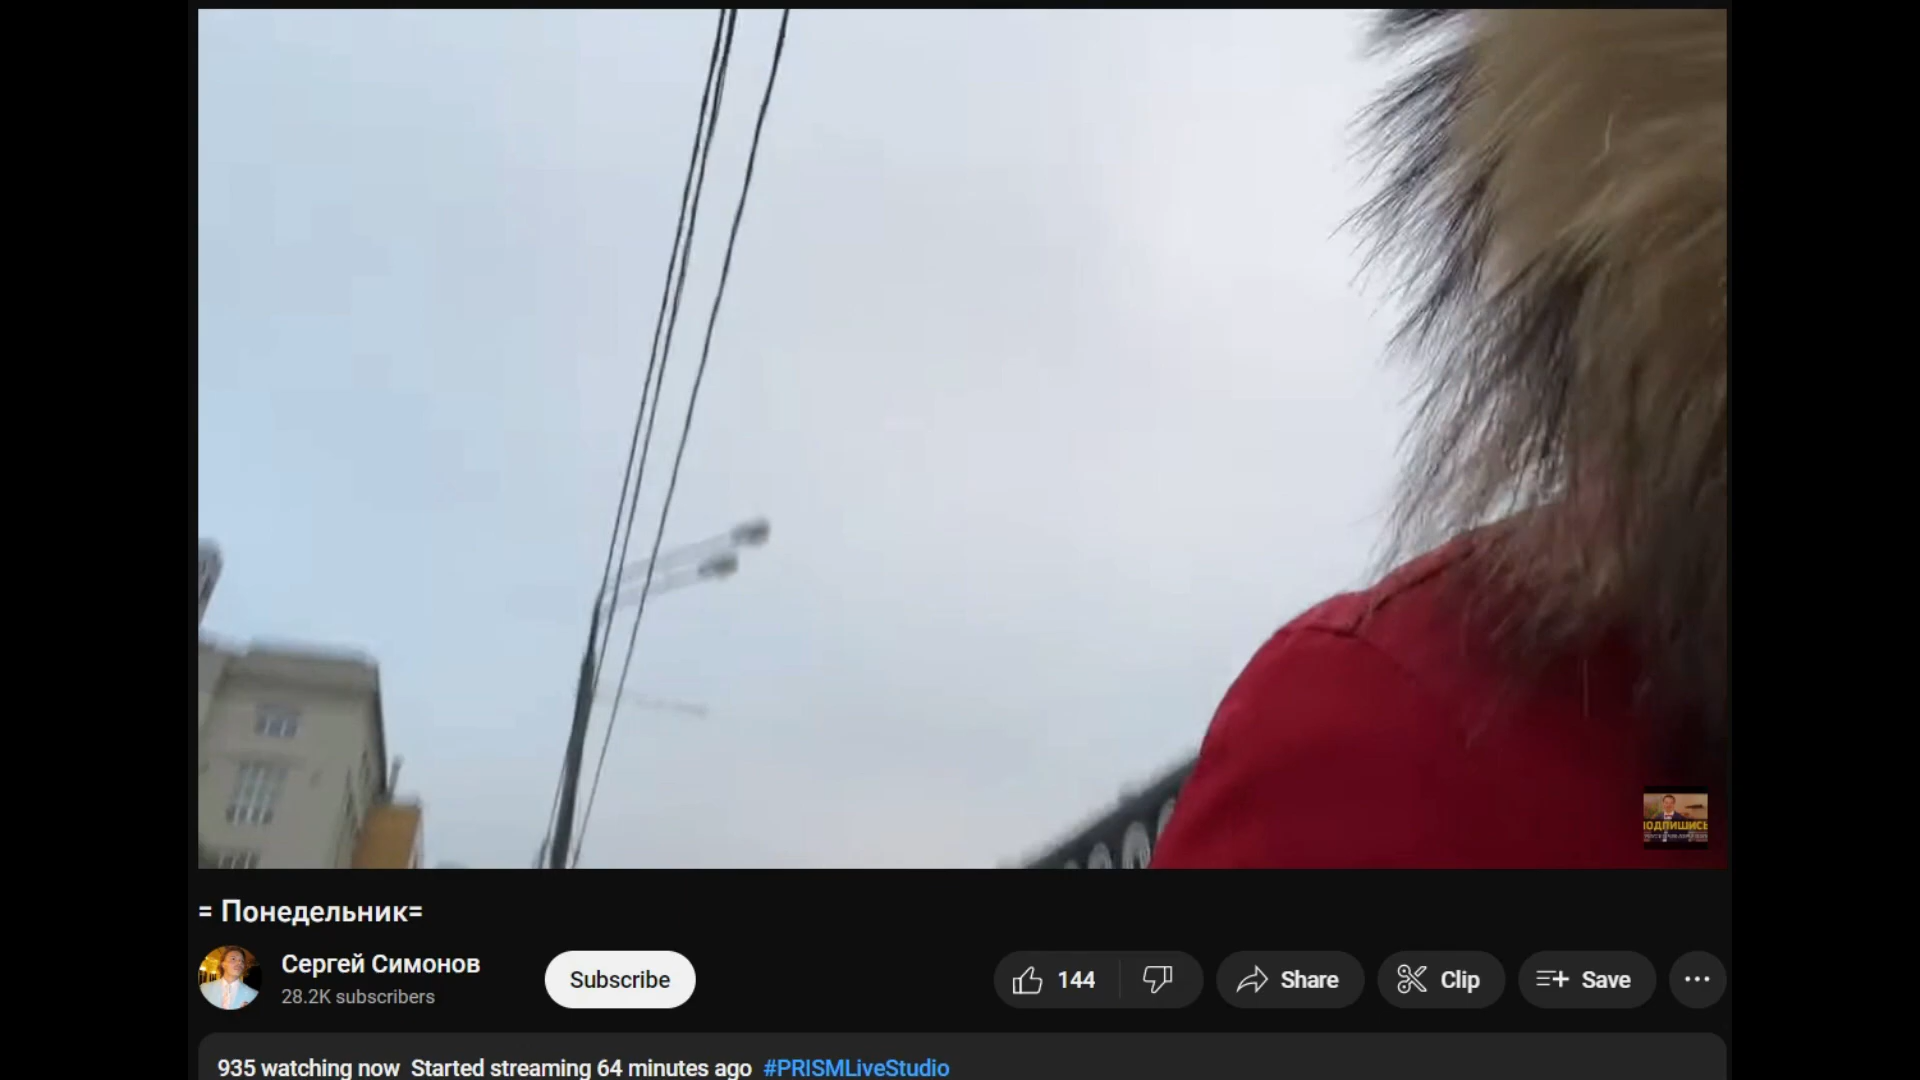 ПОДПИШИСЬ
= Понедельник=
Сергей Симонов
28.2K subscribers
Subscribe
144
Share
Clip
Save
935 watching now Started streaming 64 minutes ago #PRISMLiveStudio